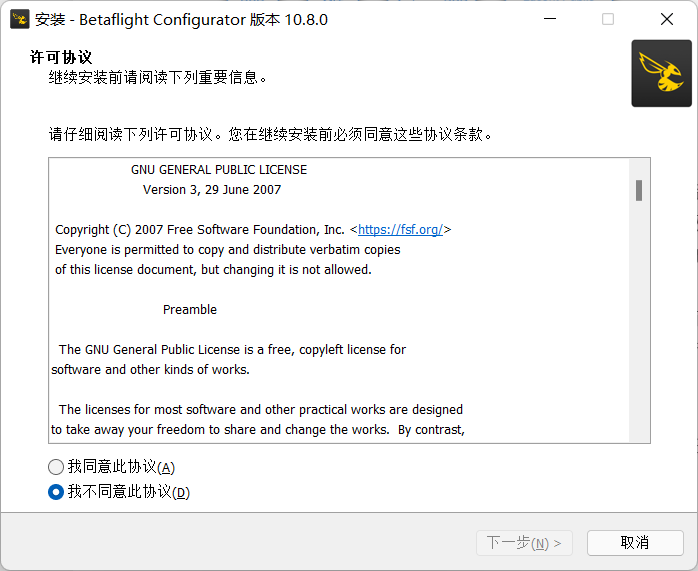 安装 - Betaflight Configurator 版本 10.8.0
许可协议
继续安装前请阅读下列重要信息。
请仔细阅读下列许可协议。您在继续安装前必须同意这些协议条款。
GNU GENERAL PUBLIC LICENSE
Version 3, 29 June 2007
Copyright (C) 2007 Free Software Foundation, Inc. <https://fsf.org/>
Everyone is permitted to copy and distribute verbatim copies
of this license document, but changing it is not allowed.
Preamble
The GNU General Public License is a free, copyleft license for
software and other kinds of works.
The licenses for most software and other practical works are designed
to take away your freedom to share and change the works.  By contrast,
我同意此协议(A)
我不同意此协议(D)
下一步(N) >
取消